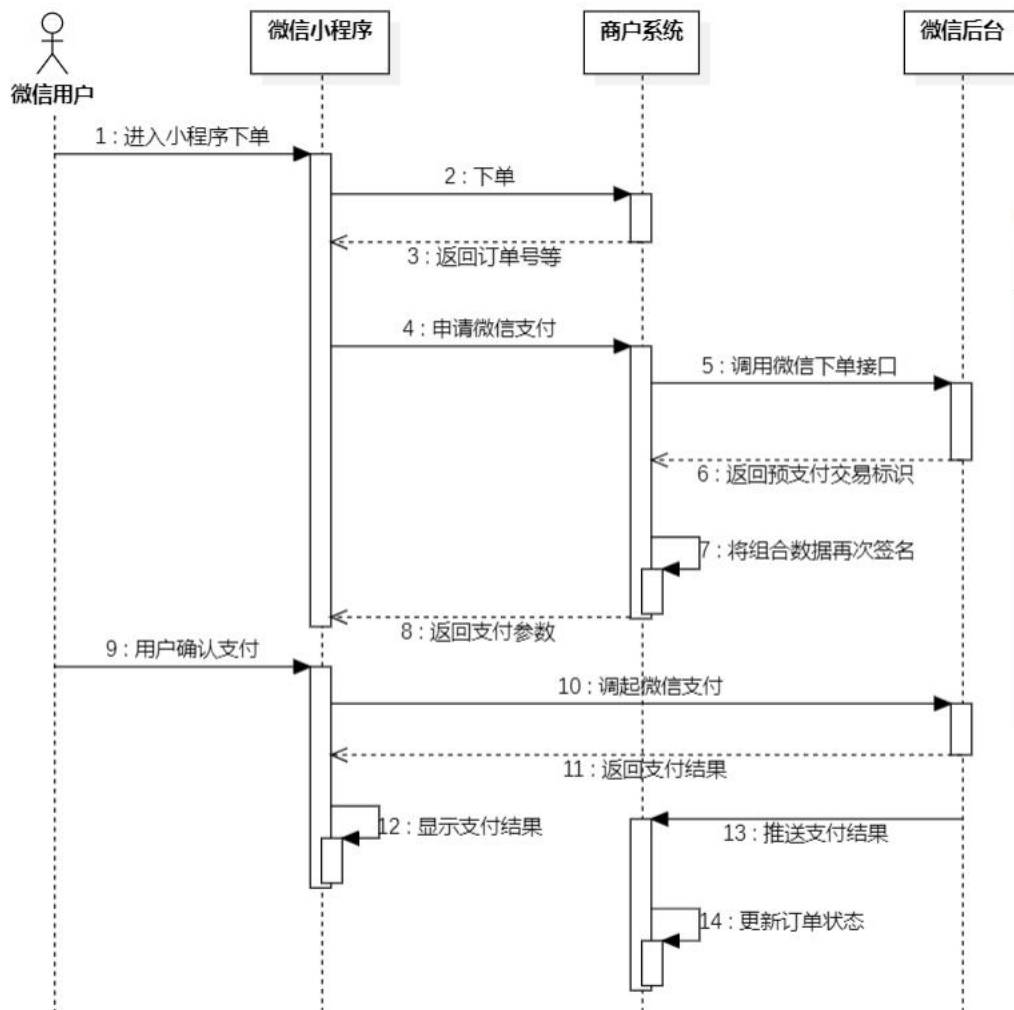 微信用户
微信小程序
商户系统
微信后台
1 : 进入小程序下单
2 : 下单
3 : 返回订单号等
4 : 申请微信支付
5 : 调用微信下单接口
6 : 返回预支付交易标识
7 : 将组合数据再次签名
8 : 返回支付参数
9 : 用户确认支付
10 : 调起微信支付
11 : 返回支付结果
12 : 显示支付结果
13 : 推送支付结果
14 : 更新订单状态